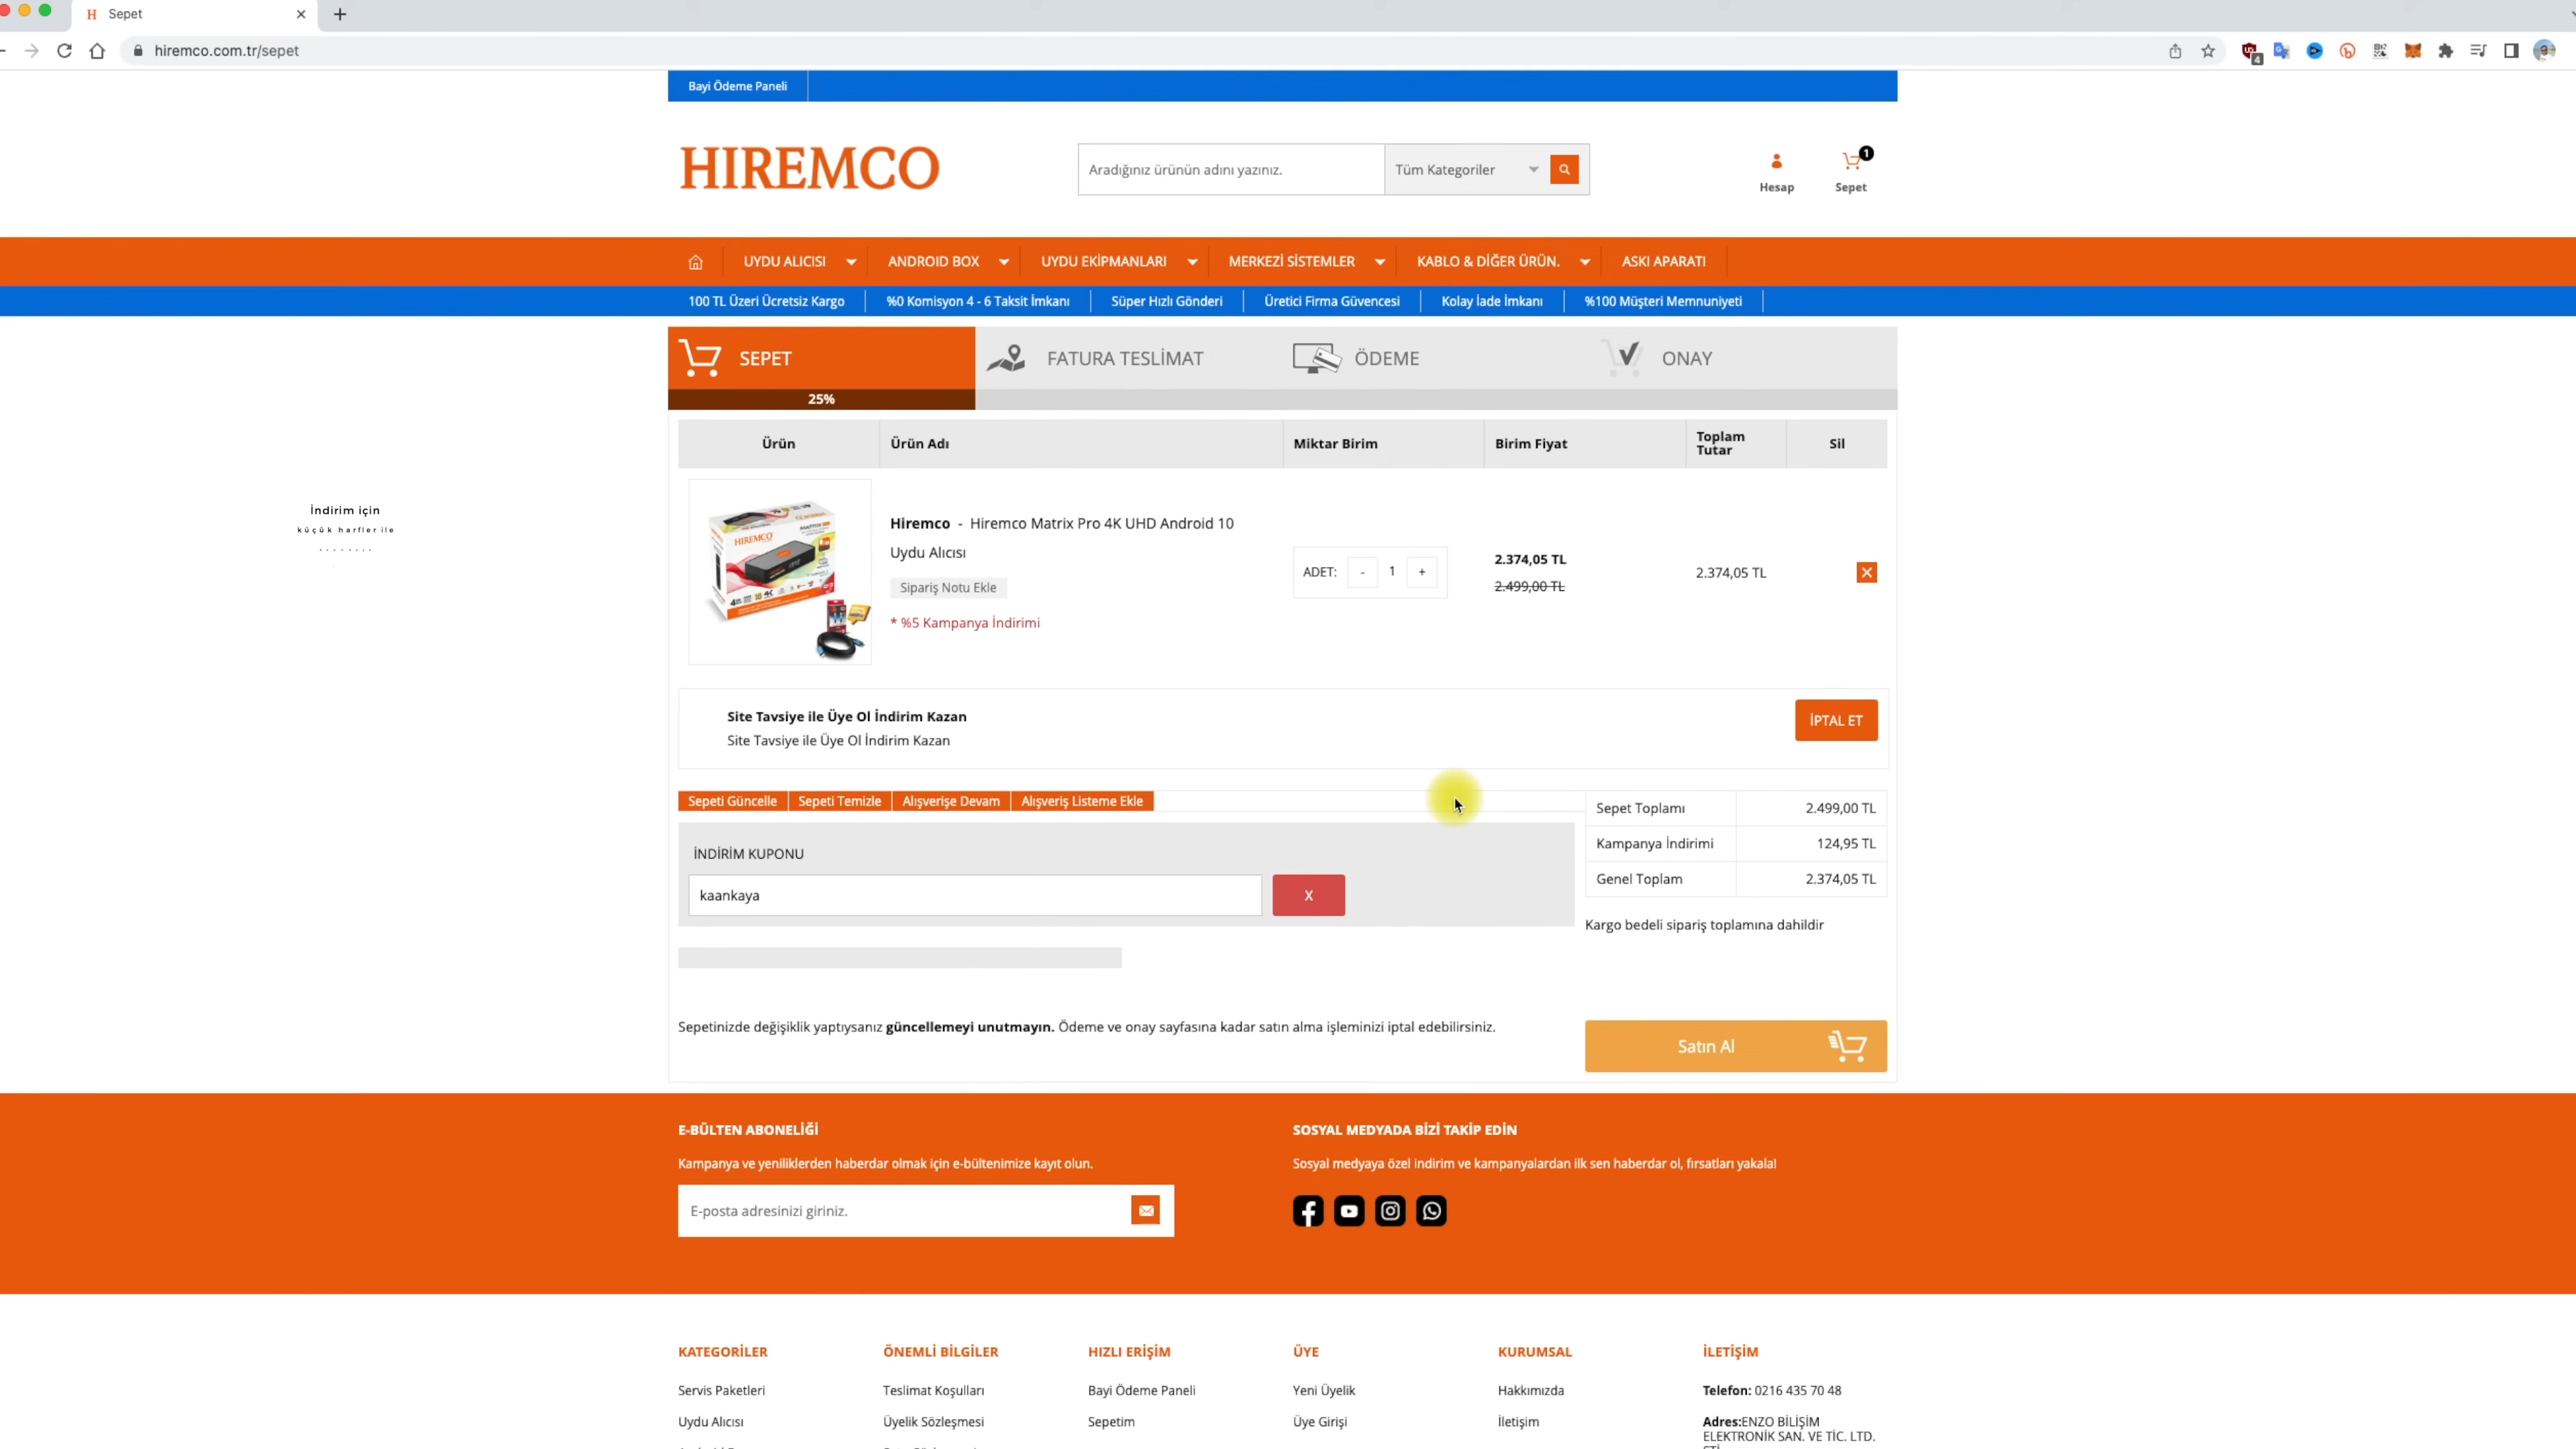 H Sepet
hiremco.com.tr/sepet
4
Bayi Ödeme Paneli
HIREMCO
Aradığınız ürünün adını yazınız.
Tüm Kategoriler
Hesap
1
Sepet
UYDU ALICISI
ANDROID BOX
UYDU EKİPMANLARI
MERKEZİ SİSTEMLER
KABLO & DİĞER ÜRÜN.
ASKI APARATI
100 TL Üzeri Ücretsiz Kargo
%0 Komisyon 4 - 6 Taksit İmkanı
Süper Hızlı Gönderi
Üretici Firma Güvencesi
Kolay İade İmkanı
%100 Müşteri Memnuniyeti
SEPET
FATURA TESLİMAT
ÖDEME
ONAY
25%
Ürün
Ürün Adı
Miktar Birim
Birim Fiyat
Toplam
Tutar
Sil
İndirim için
küçük harfler ile
HIREMCO
Hiremco - Hiremco Matrix Pro 4K UHD Android 10
Uydu Alıcısı
Sipariş Notu Ekle
* %5 Kampanya İndirimi
ADET: - 1 +
2.374,05 TL
2.499,00 TL
2.374,05 TL
Site Tavsiye ile Üye Ol İndirim Kazan
Site Tavsiye ile Üye Ol İndirim Kazan
İPTAL ET
Sepeti Güncelle
Sepeti Temizle
Alışverişe Devam
Alışveriş Listeme Ekle
İNDİRİM KUPONU
kaankaya
X
Sepet Toplamı 2.499,00 TL
Kampanya İndirimi 124,95 TL
Genel Toplam 2.374,05 TL
Kargo bedeli sipariş toplamına dahildir
Sepetinizde değişiklik yaptıysanız güncellemeyi unutmayın. Ödeme ve onay sayfasına kadar satın alma işleminizi iptal edebilirsiniz.
Satın Al
E-BÜLTEN ABONELİĞİ
Kampanya ve yeniliklerden haberdar olmak için e-bültenimize kayıt olun.
E-posta adresinizi giriniz.
SOSYAL MEDYADA BİZİ TAKİP EDİN
Sosyal medyaya özel indirim ve kampanyalardan ilk sen haberdar ol, fırsatları yakala!
KATEGORİLER
Servis Paketleri
Uydu Alıcısı
ÖNEMLİ BİLGİLER
Teslimat Koşulları
Üyelik Sözleşmesi
HIZLI ERİŞİM
Bayi Ödeme Paneli
Sepetim
ÜYE
Yeni Üyelik
Üye Girişi
KURUMSAL
Hakkımızda
İletişim
İLETİŞİM
Telefon: 0216 435 70 48
Adres:ENZO BİLİŞİM
ELEKTRONİK SAN. VE TİC. LTD.